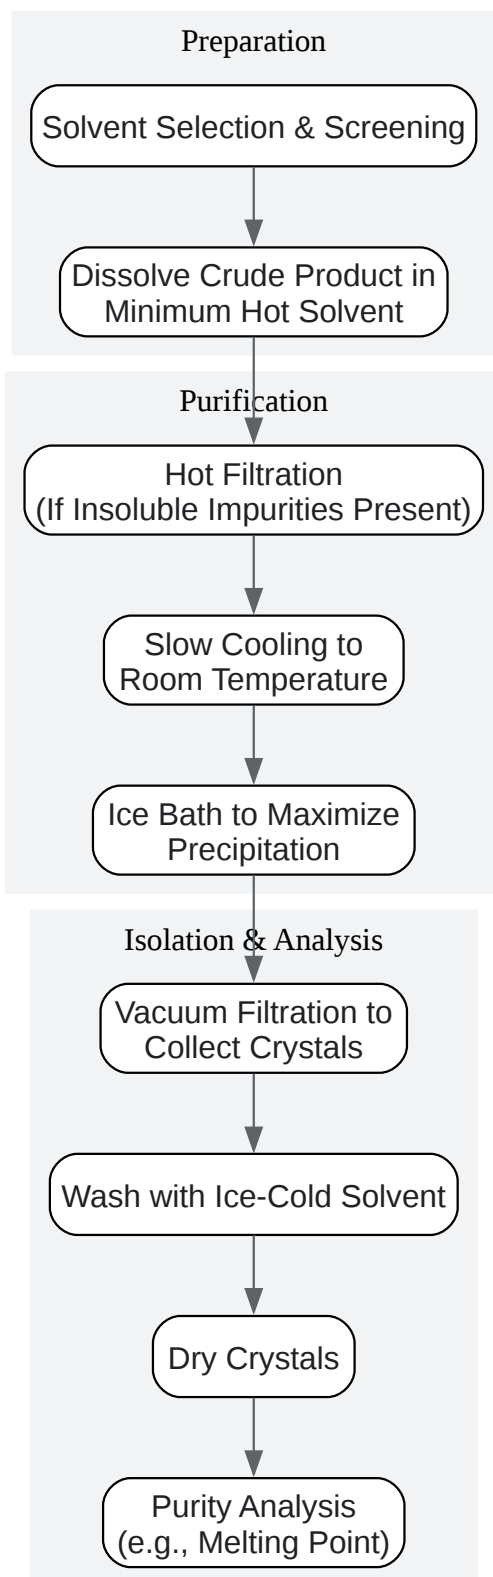 Preparation
Solvent Selection & Screening
Dissolve Crude Product in
Minimum Hot Solvent
Purification
Hot Filtration
(If Insoluble Impurities Present)
Slow Cooling to
Room Temperature
Ice Bath to Maximize
Precipitation
Isolation & Analysis
Vacuum Filtration to
Collect Crystals
Wash with Ice-Cold Solvent
Dry Crystals
Purity Analysis
(e.g., Melting Point)